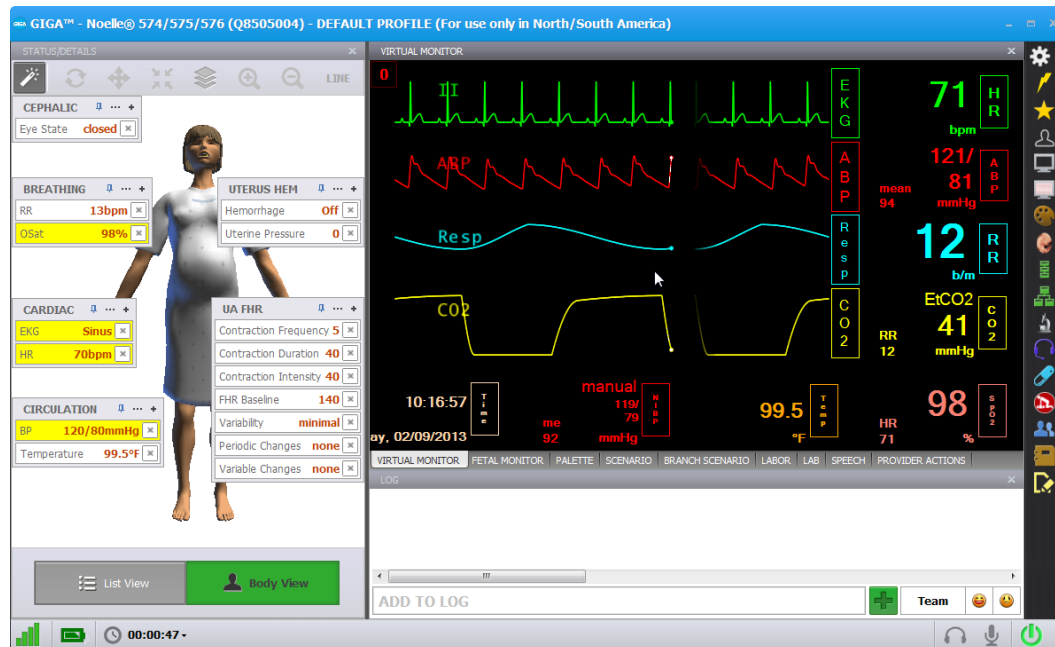 GIGA™ - Noelle® 574/575/576 (Q8505004) - DEFAULT PROFILE (For use only in North/South America)
STATUS/DETAILS
LINE
CEPHALIC
Eye State closed
BREATHING
RR 13bpm
OSat 98%
UTERUS HEM
Hemorrhage Off
Uterine Pressure 0
CARDIAC
EKG Sinus
HR 70bpm
UA FHR
Contraction Frequency 5
Contraction Duration 40
Contraction Intensity 40
FHR Baseline 140
Variability minimal
Periodic Changes none
Variable Changes none
CIRCULATION
BP 120/80mmHg
Temperature 99.5°F
List View
Body View
VIRTUAL MONITOR
0
II
EKG
71
bpm
HR
ABP
ABP
121/
81
mean
94
mmHg
ABP
Resp
Resp
12
b/m
RR
CO2
CO2
EtCO2
41
RR
12
mmHg
CO2
10:16:57
Time
ay, 02/09/2013
manual
119/
79
me
92
mmHg
NIBP
99.5
°F
Temp
98
HR
71
%
SpO2
VIRTUAL MONITOR FETAL MONITOR PALETTE SCENARIO BRANCH SCENARIO LABOR LAB SPEECH PROVIDER ACTIONS
LOG
ADD TO LOG
Team
00:00:47